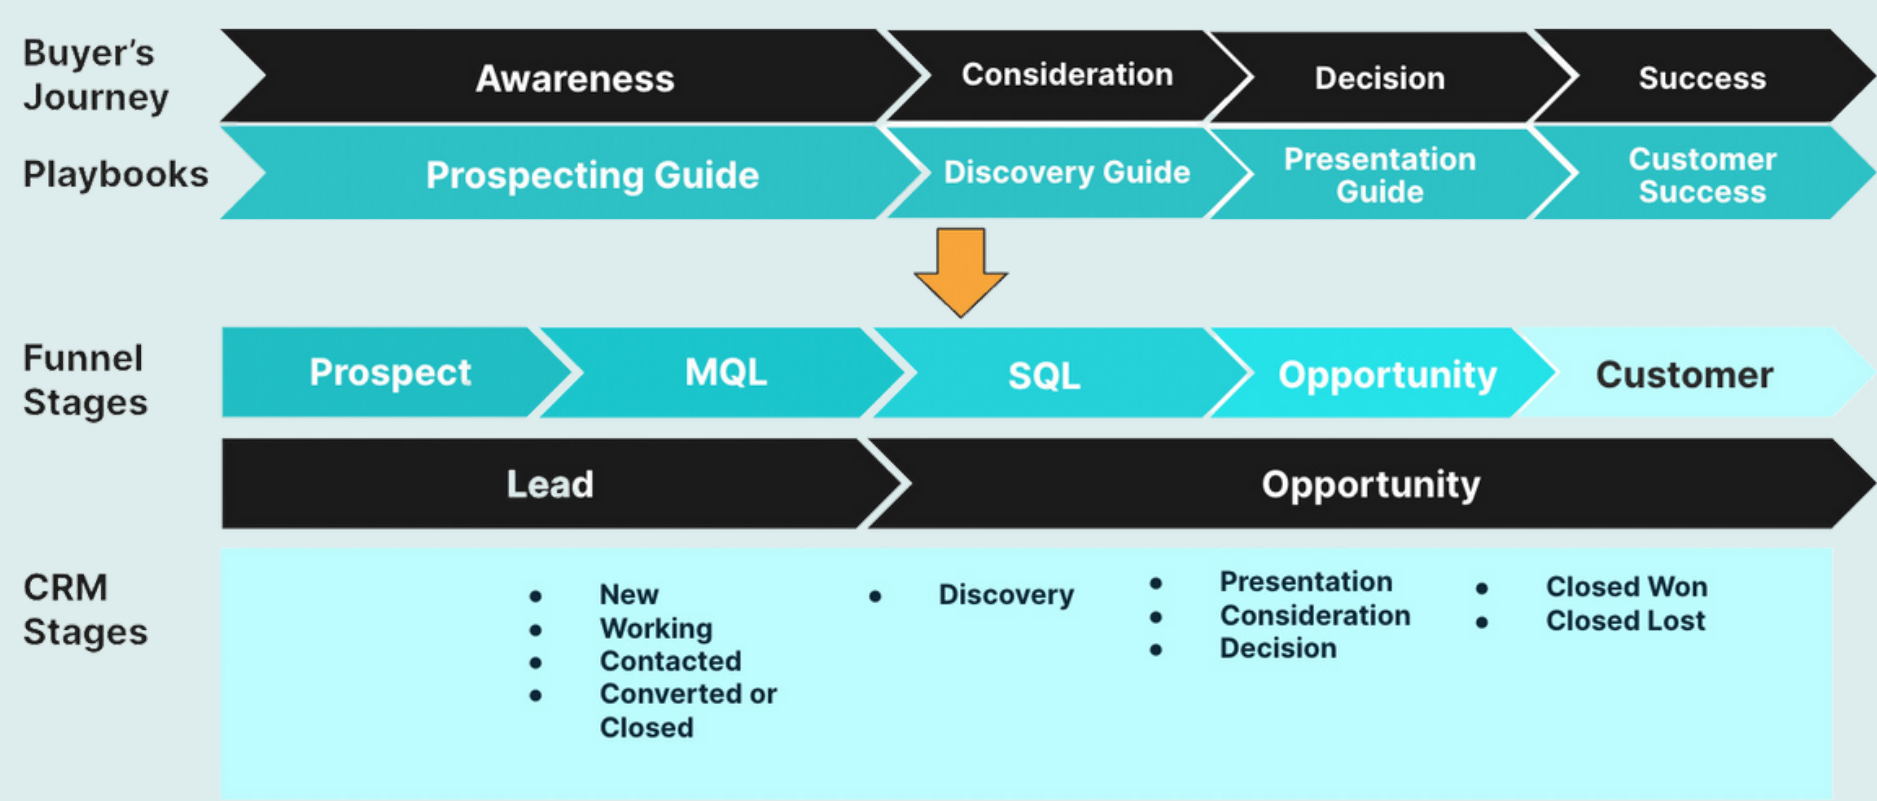 Buyer's
Journey
Awareness
Consideration
Decision
Success
Playbooks
Prospecting Guide
Discovery Guide
Presentation
Guide
Customer
Success
Funnel
Stages
Prospect
MQL
SQL
Opportunity
Customer
Lead
Opportunity
CRM
Stages
• New
• Working
• Contacted
• Converted or
Closed
• Discovery
• Presentation
• Consideration
• Decision
• Closed Won
• Closed Lost